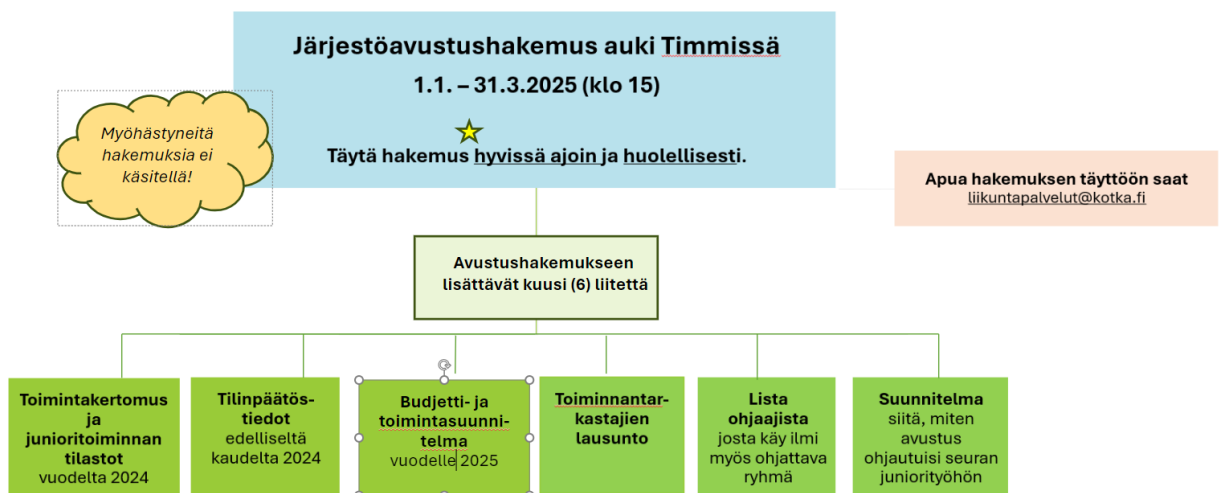 Järjestöavustushakemus auki Timmissä
1.1. – 31.3.2025 (klo 15)
Täytä hakemus hyvissä ajoin ja huolellisesti.
Myöhästyneitä
hakemuksia ei
käsitellä!
Apua hakemuksen täyttöön saat
liikuntapalvelut@kotka.fi
Avustushakemukseen
lisättävät kuusi (6) liitettä
Toimintakertomus
ja
junioritoiminnan
tilastot
vuodelta 2024
Tilinpäätös-
tiedot
edelliseltä
kaudelta 2024
Budjetti- ja
toimintasuunni-
telma
vuodelle 2025
Toiminnantar-
kastajien
lausunto
Lista
ohjaajista
josta käy ilmi
myös ohjattava
ryhmä
Suunnitelma
siitä, miten
avustus
ohjautuisi seuran
juniorityöhön